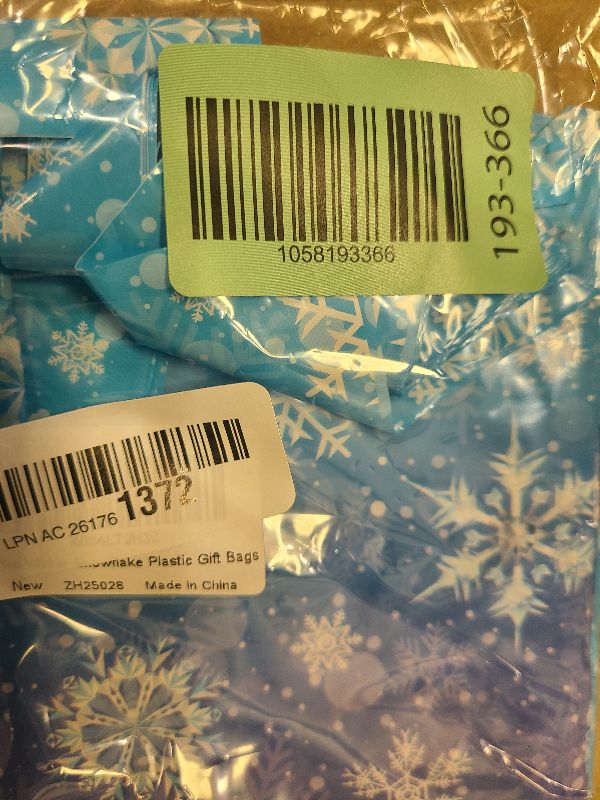 193-366
1058193366
LPN AC 26176 1372
Plastic Gift Bags
New ZH25028 Made in China